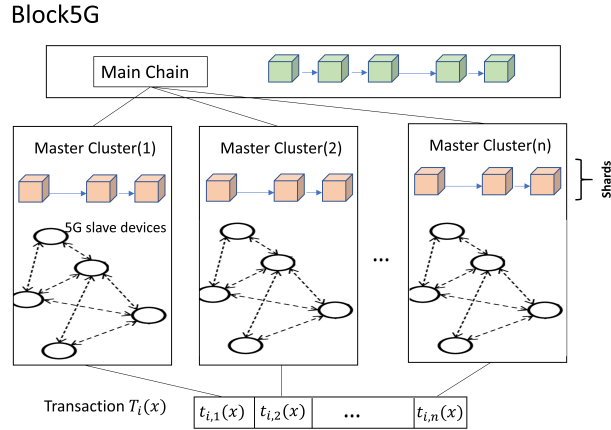 Block5G
Main Chain
Master Cluster(1)
Master Cluster(2)
Master Cluster(n)
Shards
5G slave devices
...
Transaction $T_i(x)$
$t_{i,1}(x)$
$t_{i,2}(x)$
...
$t_{i,n}(x)$